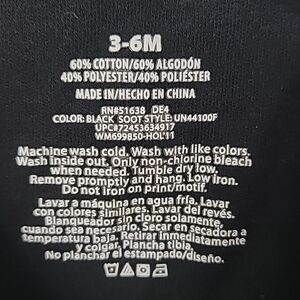 3-6M
60% COTTON/60% ALGODÓN
40% POLYESTER/40% POLIÉSTER
MADE IN/HECHO EN CHINA
RN#51638 DE4
COLOR: BLACK SOOT STYLE: UN44100F
UPC#72453634917
WM699850-HOL'11
Machine wash cold. Wash with like colors.
Wash inside out. Only non-chlorine bleach
when needed. Tumble dry low.
Remove promptly and hang. Low iron.
Do not iron on print/motif.
Lavar a máquina en agua fría, Lavar
con colores similares. Lavar del revés.
Blanqueador sin cloro solamente,
cuando sea necesario. Secar en secadora a
temperatura baja. Retirar inmediatamente
y colgar. Plancha tibia.
No planchar el estampado/diseño.